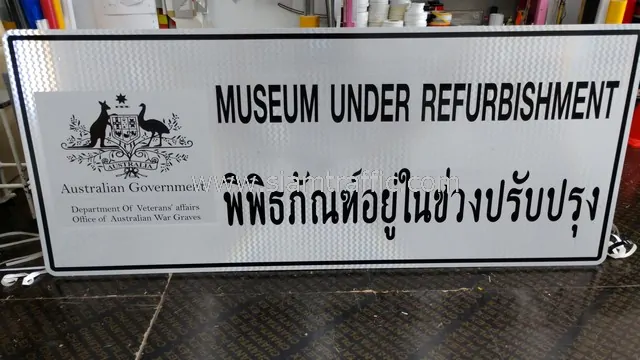 MUSEUM UNDER REFURBISHMENT
พิพิธภัณฑ์อยู่ในช่วงปรับปรุง
AUSTRALIA
Australian Government
Department Of Veterans' affairs
Office of Australian War Graves
www.siamtraffic.com